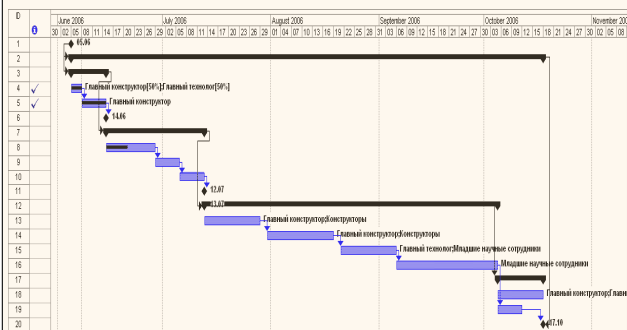 ID June 2006 July 2006 August 2006 September 2006 October 2006 November
30 02 05 08 11 14 17 20 23 26 29 02 05 08 11 14 17 20 23 26 29 01 04 07 10 13 16 19 22 25 28 31 03 06 09 12 15 18 21 24 27 30 03 06 09 12 15 18 21 24 27 30 02 05 08
1 05.06
2
3
4 Главный конструктор[50%];Главный технолог[50%]
5 Главный конструктор
6 14.06
7
8
9
10
11 12.07
12 13.07
13 Главный конструктор;Конструкторы
14 Главный конструктор;Конструкторы
15 Главный технолог;Младшие научные сотрудники
16 Младшие научные сотрудники
17
18 Главный конструктор;Главн
19
20 17.10